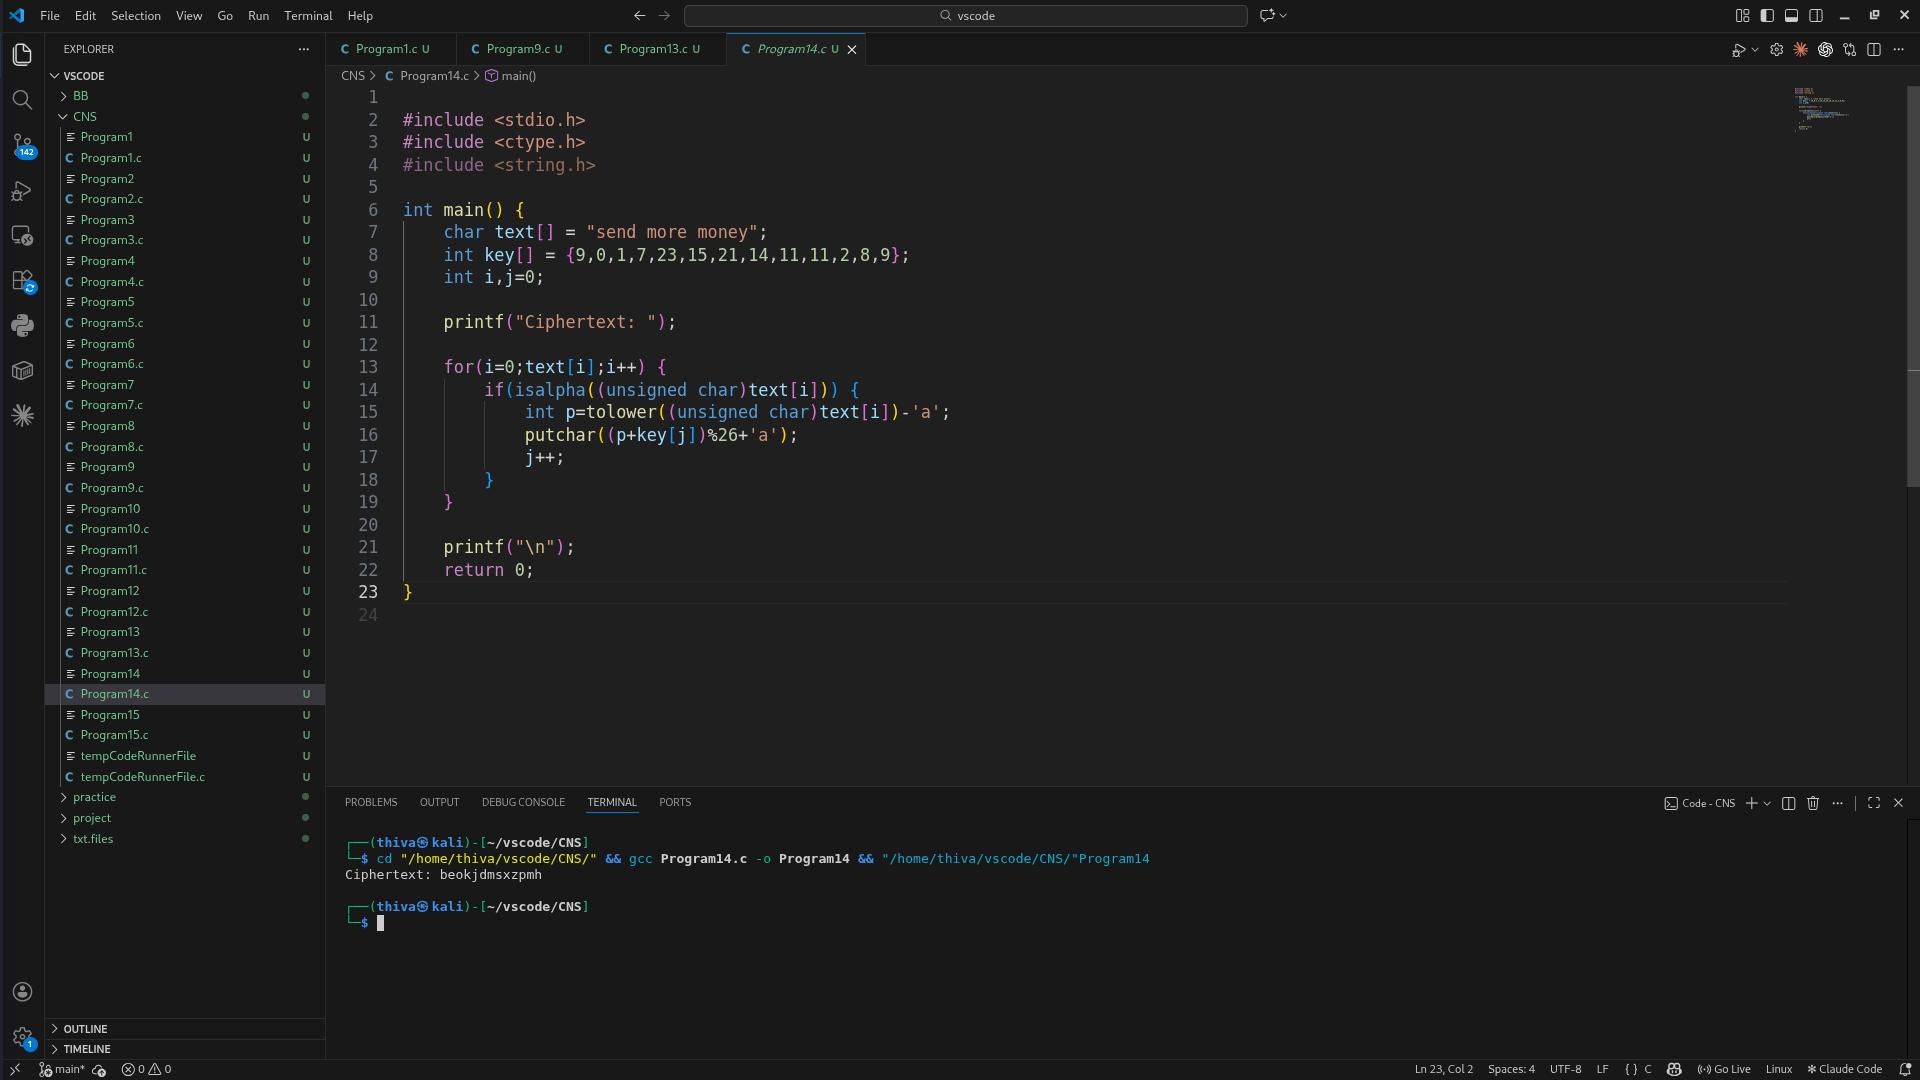 File Edit Selection View Go Run Terminal Help
vscode
EXPLORER
VSCODE
BB
CNS
Program1 U
Program1.c U
Program2 U
Program2.c U
Program3 U
Program3.c U
Program4 U
Program4.c U
Program5 U
Program5.c U
Program6 U
Program6.c U
Program7 U
Program7.c U
Program8 U
Program8.c U
Program9 U
Program9.c U
Program10 U
Program10.c U
Program11 U
Program11.c U
Program12 U
Program12.c U
Program13 U
Program13.c U
Program14 U
Program14.c U
Program15 U
Program15.c U
tempCodeRunnerFile U
tempCodeRunnerFile.c U
practice
project
txt.files
OUTLINE
TIMELINE
142
1
C Program1.c U C Program9.c U C Program13.c U C Program14.c U
CNS > C Program14.c > main()
1
2 #include <stdio.h>
3 #include <ctype.h>
4 #include <string.h>
5
6 int main() {
7 char text[] = "send more money";
8 int key[] = {9,0,1,7,23,15,21,14,11,11,2,8,9};
9 int i,j=0;
10
11 printf("Ciphertext: ");
12
13 for(i=0;text[i];i++) {
14 if(isalpha((unsigned char)text[i])) {
15 int p=tolower((unsigned char)text[i])-'a';
16 putchar((p+key[j])%26+'a');
17 j++;
18 }
19 }
20
21 printf("\n");
22 return 0;
23 }
24
PROBLEMS OUTPUT DEBUG CONSOLE TERMINAL PORTS
Code - CNS
┌──(thiva㉿kali)-[~/vscode/CNS]
└─$ cd "/home/thiva/vscode/CNS/" && gcc Program14.c -o Program14 && "/home/thiva/vscode/CNS/"Program14
Ciphertext: beokjdmsxzpmh
┌──(thiva㉿kali)-[~/vscode/CNS]
└─$
main* 0 0
Ln 23, Col 2 Spaces: 4 UTF-8 LF { } C Go Live Linux Claude Code